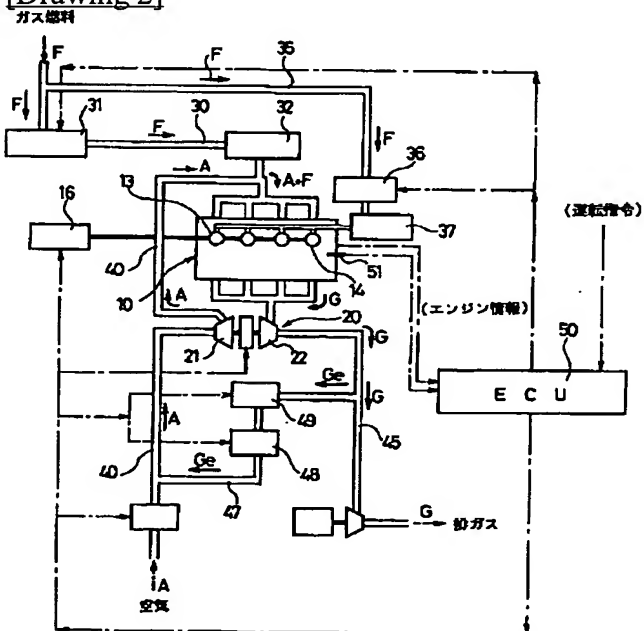 [Drawing 2]
ガス燃料
F
F
35
F
31
F
30
32
F
A
A+F
36
13
16
37
(運転指令)
40
10
14
51
A
G
(エンジン情報)
20
21
22
G
50
Ge
G
ECU
49
A
45
40
Ge
48
47
G
排ガス
A
空気